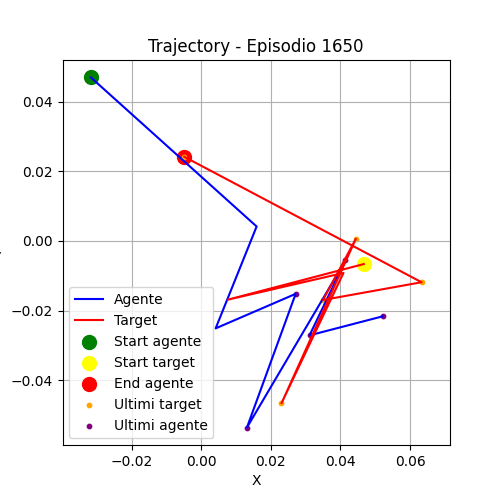 Trajectory - Episodio 1650
0.04
0.02
0.00
−0.02
−0.04
Agente
Target
Start agente
Start target
End agente
Ultimi target
Ultimi agente
−0.02
0.00
0.02
0.04
0.06
X